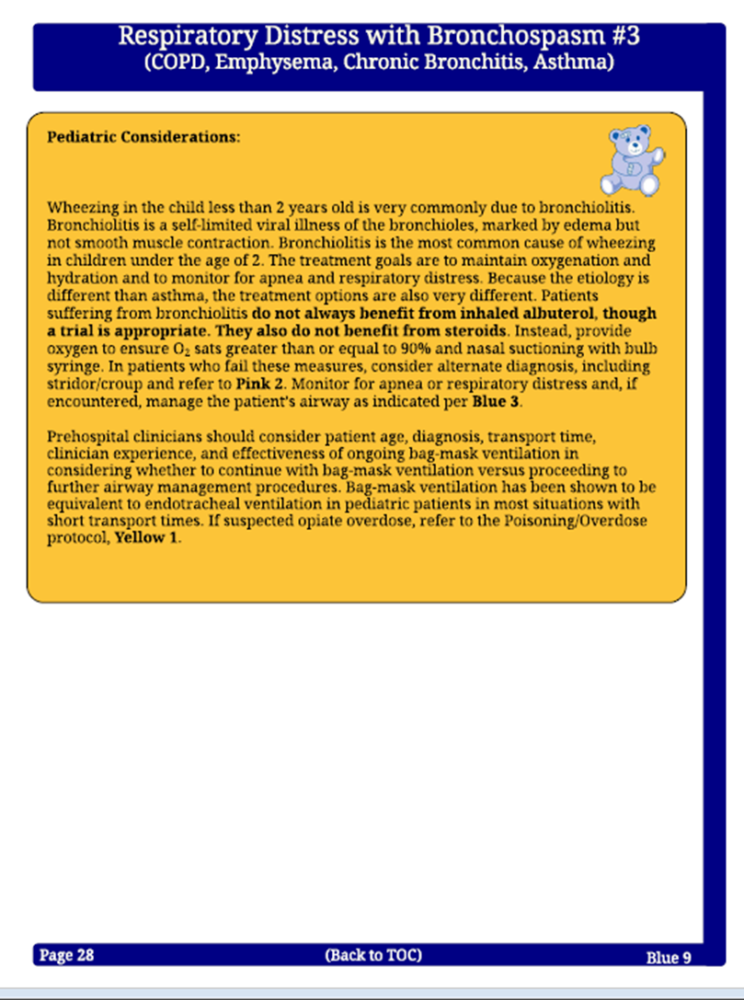 Respiratory Distress with Bronchospasm #3
(COPD, Emphysema, Chronic Bronchitis, Asthma)
Pediatric Considerations:
Wheezing in the child less than 2 years old is very commonly due to bronchiolitis.
Bronchiolitis is a self-limited viral illness of the bronchioles, marked by edema but
not smooth muscle contraction. Bronchiolitis is the most common cause of wheezing
in children under the age of 2. The treatment goals are to maintain oxygenation and
hydration and to monitor for apnea and respiratory distress. Because the etiology is
different than asthma, the treatment options are also very different. Patients
suffering from bronchiolitis do not always benefit from inhaled albuterol, though
a trial is appropriate. They also do not benefit from steroids. Instead, provide
oxygen to ensure O₂ sats greater than or equal to 90% and nasal suctioning with bulb
syringe. In patients who fail these measures, consider alternate diagnosis, including
stridor/croup and refer to Pink 2. Monitor for apnea or respiratory distress and, if
encountered, manage the patient's airway as indicated per Blue 3.
Prehospital clinicians should consider patient age, diagnosis, transport time,
clinician experience, and effectiveness of ongoing bag-mask ventilation in
considering whether to continue with bag-mask ventilation versus proceeding to
further airway management procedures. Bag-mask ventilation has been shown to be
equivalent to endotracheal ventilation in pediatric patients in most situations with
short transport times. If suspected opiate overdose, refer to the Poisoning/Overdose
protocol, Yellow 1.
Page 28
(Back to TOC)
Blue 9